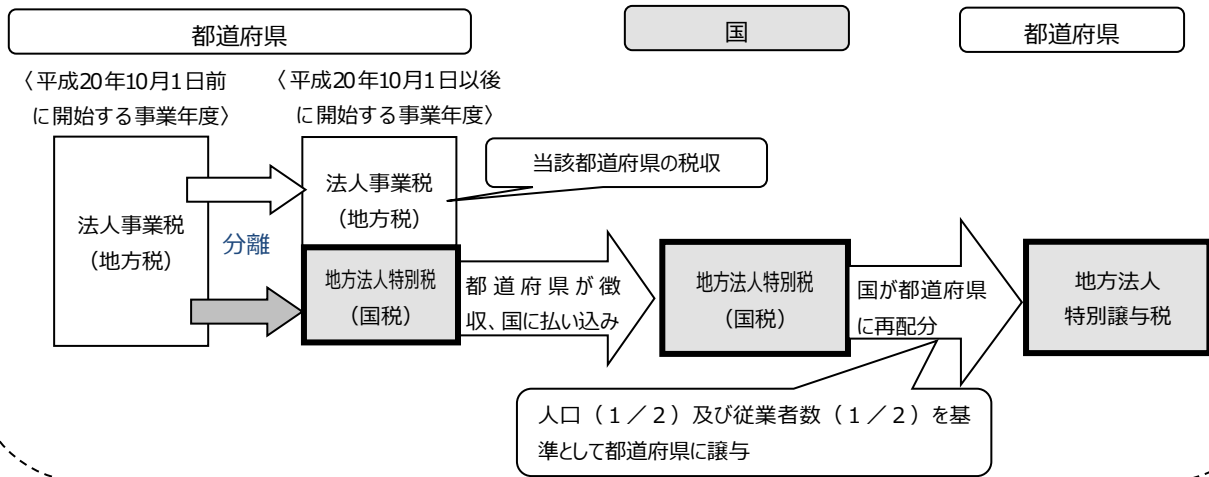 都道府県
国
都道府県
〈平成20年10月1日前
に開始する事業年度〉
〈平成20年10月1日以後
に開始する事業年度〉
当該都道府県の税収
法人事業税
（地方税）
分離
法人事業税
（地方税）
地方法人特別税
（国税）
都道府県が徴
収、国に払い込み
地方法人特別税
（国税）
国が都道府県
に再配分
地方法人
特別譲与税
人口（１／２）及び従業者数（１／２）を基
準として都道府県に譲与